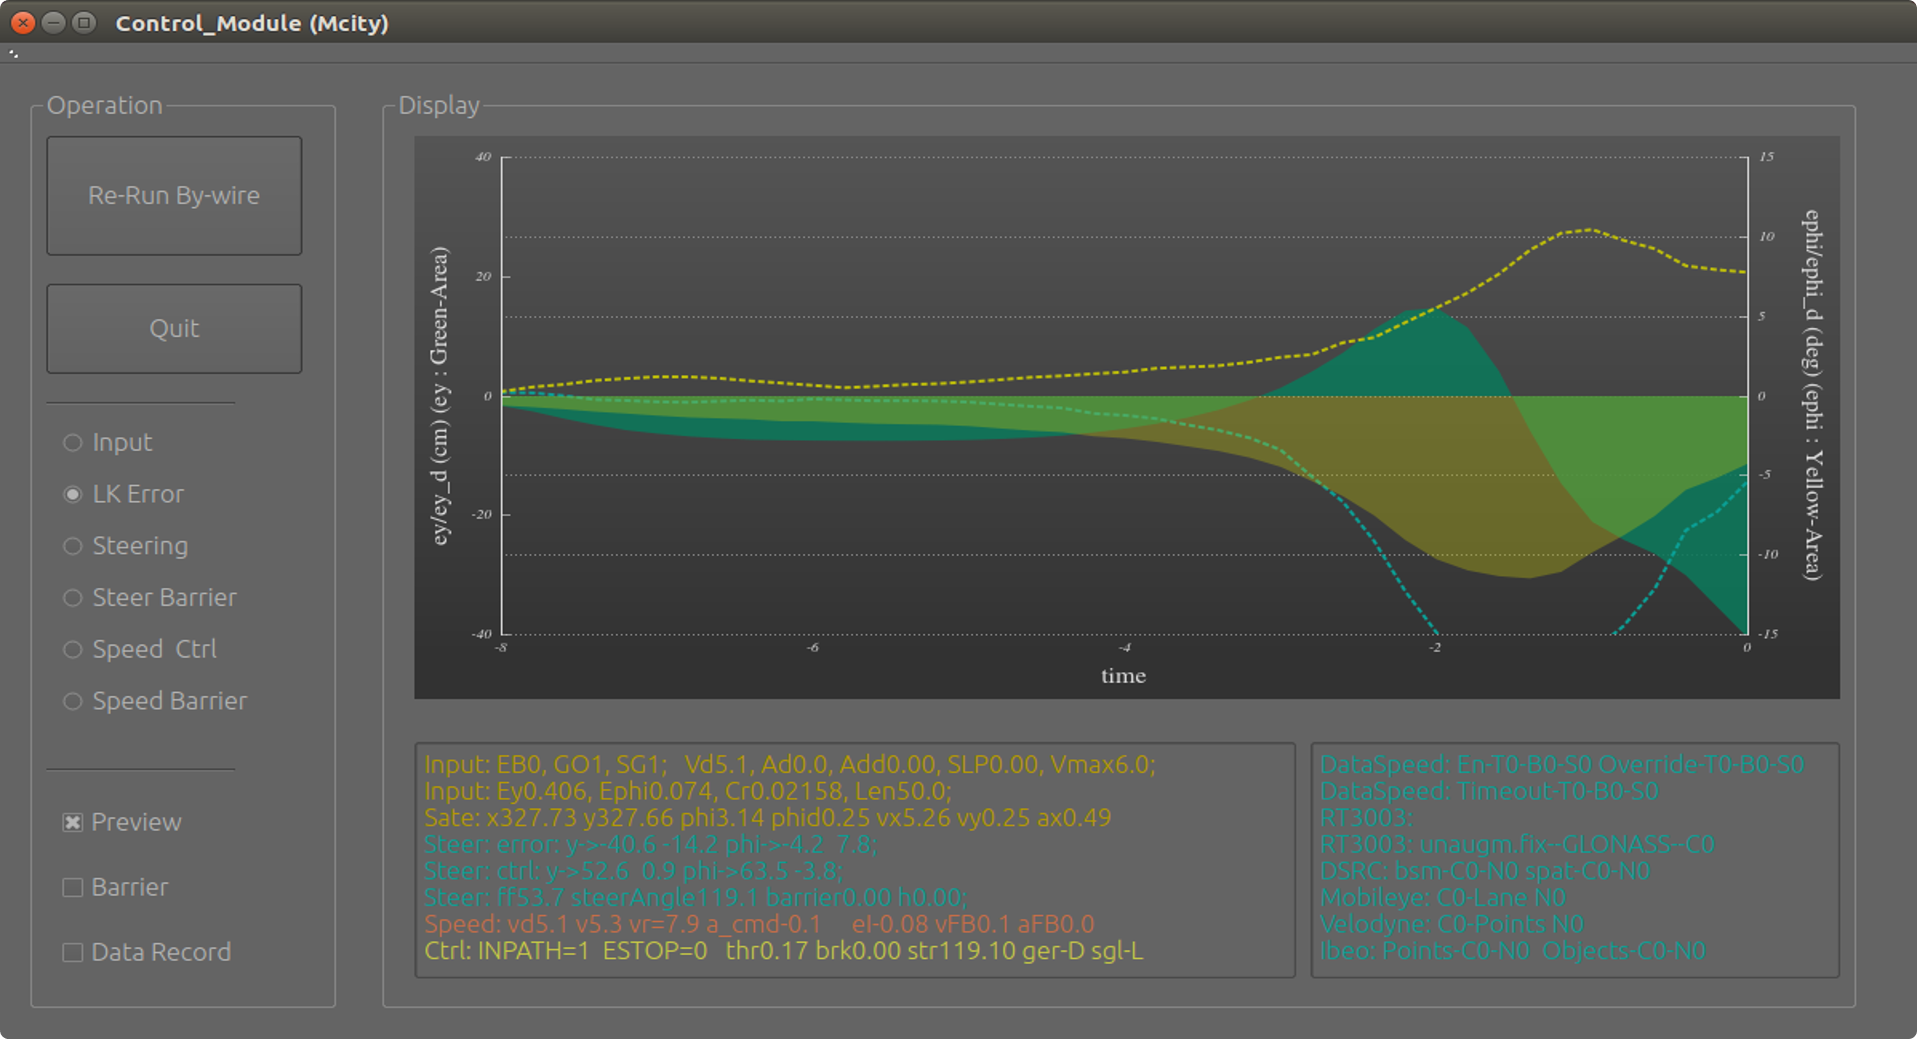 Control_Module (Mcity)
Operation
Re-Run By-wire
Quit
Input
LK Error
Steering
Steer Barrier
Speed Ctrl
Speed Barrier
Preview
Barrier
Data Record
Display
ey/ey_d (cm) (ey : Green-Area)
40
20
0
-20
-40
-8
-6
-4
-2
0
time
15
10
5
0
-5
-10
-15
ephi/ephi_d (deg) (ephi : Yellow-Area)
Input: EB0, GO1, SG1; Vd5.1, Ad0.0, Add0.00, SLP0.00, Vmax6.0;
Input: Ey0.406, Ephi0.074, Cr0.02158, Len50.0;
Sate: x327.73 y327.66 phi3.14 phid0.25 vx5.26 vy0.25 ax0.49
Steer: error: y->-40.6 -14.2 phi->-4.2 7.8;
Steer: ctrl: y->52.6 0.9 phi->63.5 -3.8;
Steer: ff53.7 steerAngle119.1 barrier0.00 h0.00;
Speed: vd5.1 v5.3 vr=7.9 a_cmd-0.1 eI-0.08 vFB0.1 aFB0.0
Ctrl: INPATH=1 ESTOP=0 thr0.17 brk0.00 str119.10 ger-D sgl-L
DataSpeed: En-T0-B0-S0 Override-T0-B0-S0
DataSpeed: Timeout-T0-B0-S0
RT3003:
RT3003: unaugm.fix--GLONASS--C0
DSRC: bsm-C0-N0 spat-C0-N0
Mobileye: C0-Lane N0
Velodyne: C0-Points N0
Ibeo: Points-C0-N0 Objects-C0-N0